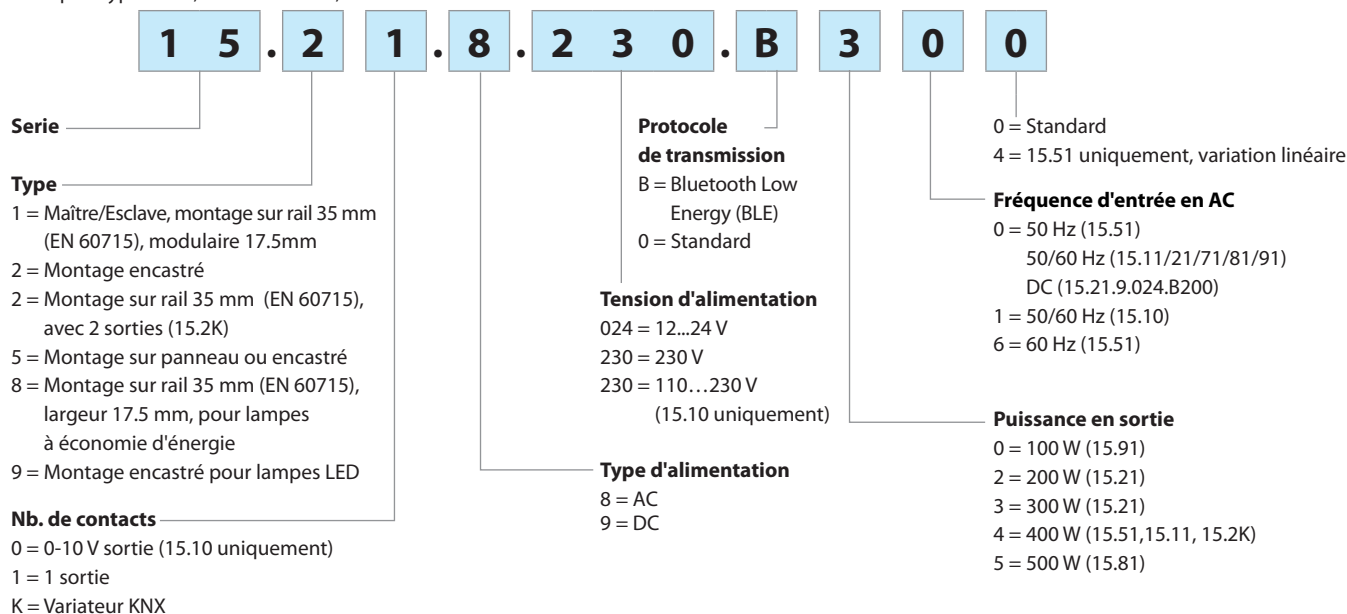 1 5 . 2 1 . 8 . 2 3 0 . B 3 0 0
Serie
Type
1 = Maître/Esclave, montage sur rail 35 mm
(EN 60715), modulaire 17.5mm
2 = Montage encastré
2 = Montage sur rail 35 mm (EN 60715),
avec 2 sorties (15.2K)
5 = Montage sur panneau ou encastré
8 = Montage sur rail 35 mm (EN 60715),
largeur 17.5 mm, pour lampes
à économie d'énergie
9 = Montage encastré pour lampes LED
Nb. de contacts
0 = 0-10 V sortie (15.10 uniquement)
1 = 1 sortie
K = Variateur KNX
Protocole
de transmission
B = Bluetooth Low
Energy (BLE)
0 = Standard
Tension d'alimentation
024 = 12...24 V
230 = 230 V
230 = 110…230 V
(15.10 uniquement)
Type d'alimentation
8 = AC
9 = DC
0 = Standard
4 = 15.51 uniquement, variation linéaire
Fréquence d'entrée en AC
0 = 50 Hz (15.51)
50/60 Hz (15.11/21/71/81/91)
DC (15.21.9.024.B200)
1 = 50/60 Hz (15.10)
6 = 60 Hz (15.51)
Puissance en sortie
0 = 100 W (15.91)
2 = 200 W (15.21)
3 = 300 W (15.21)
4 = 400 W (15.51,15.11, 15.2K)
5 = 500 W (15.81)